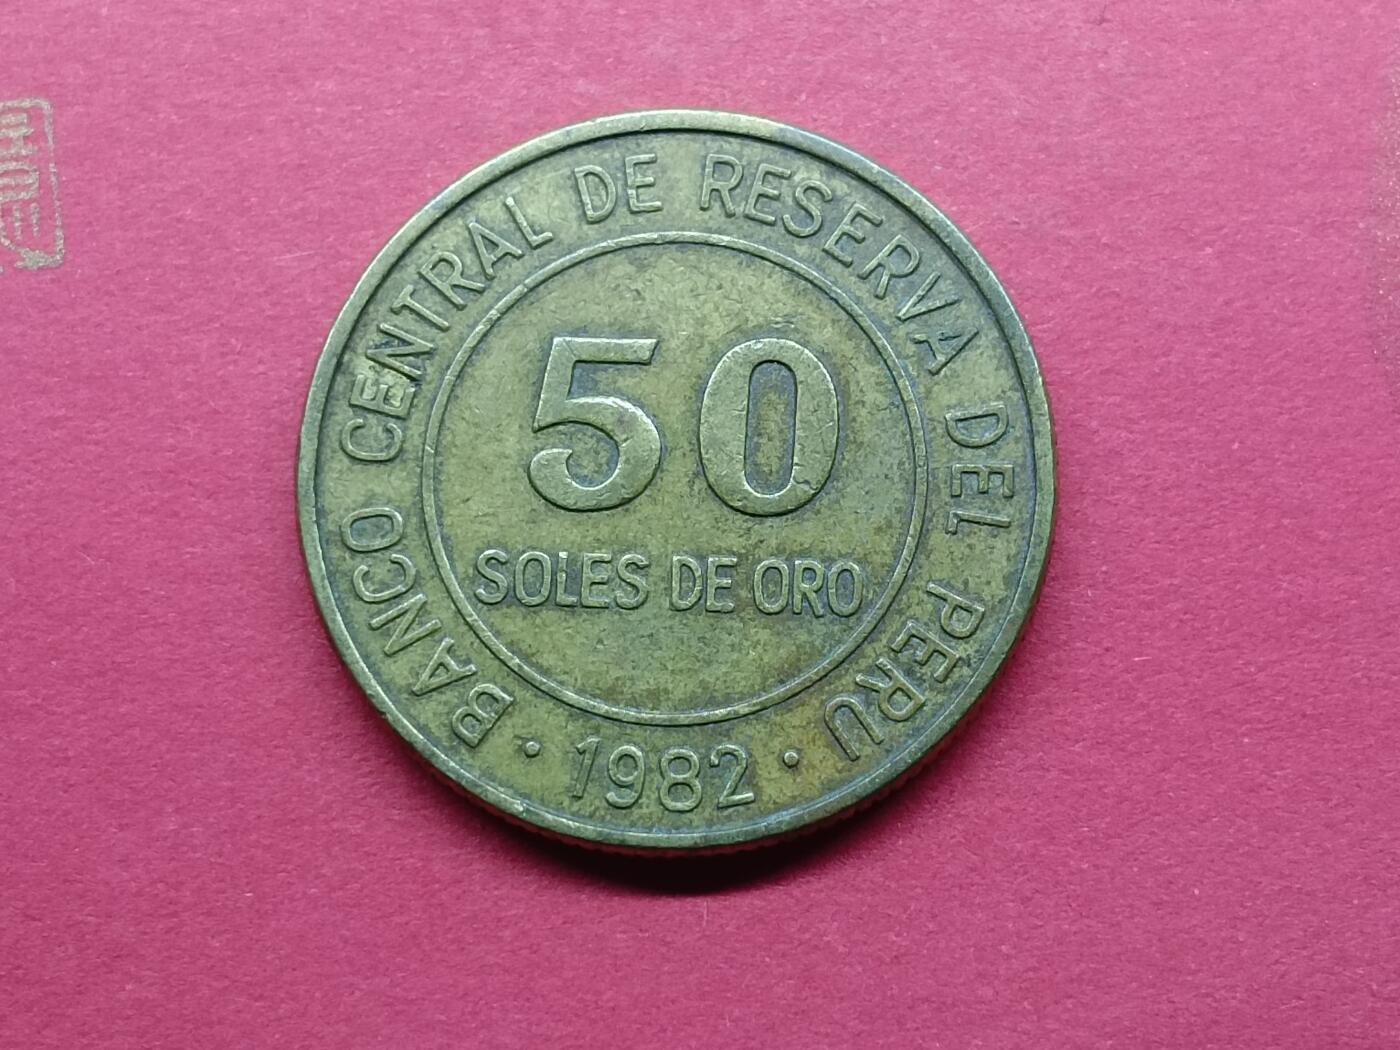 BANCO CENTRAL DE RESERVA DEL PERU
50
SOLES DE ORO
· 1982 ·